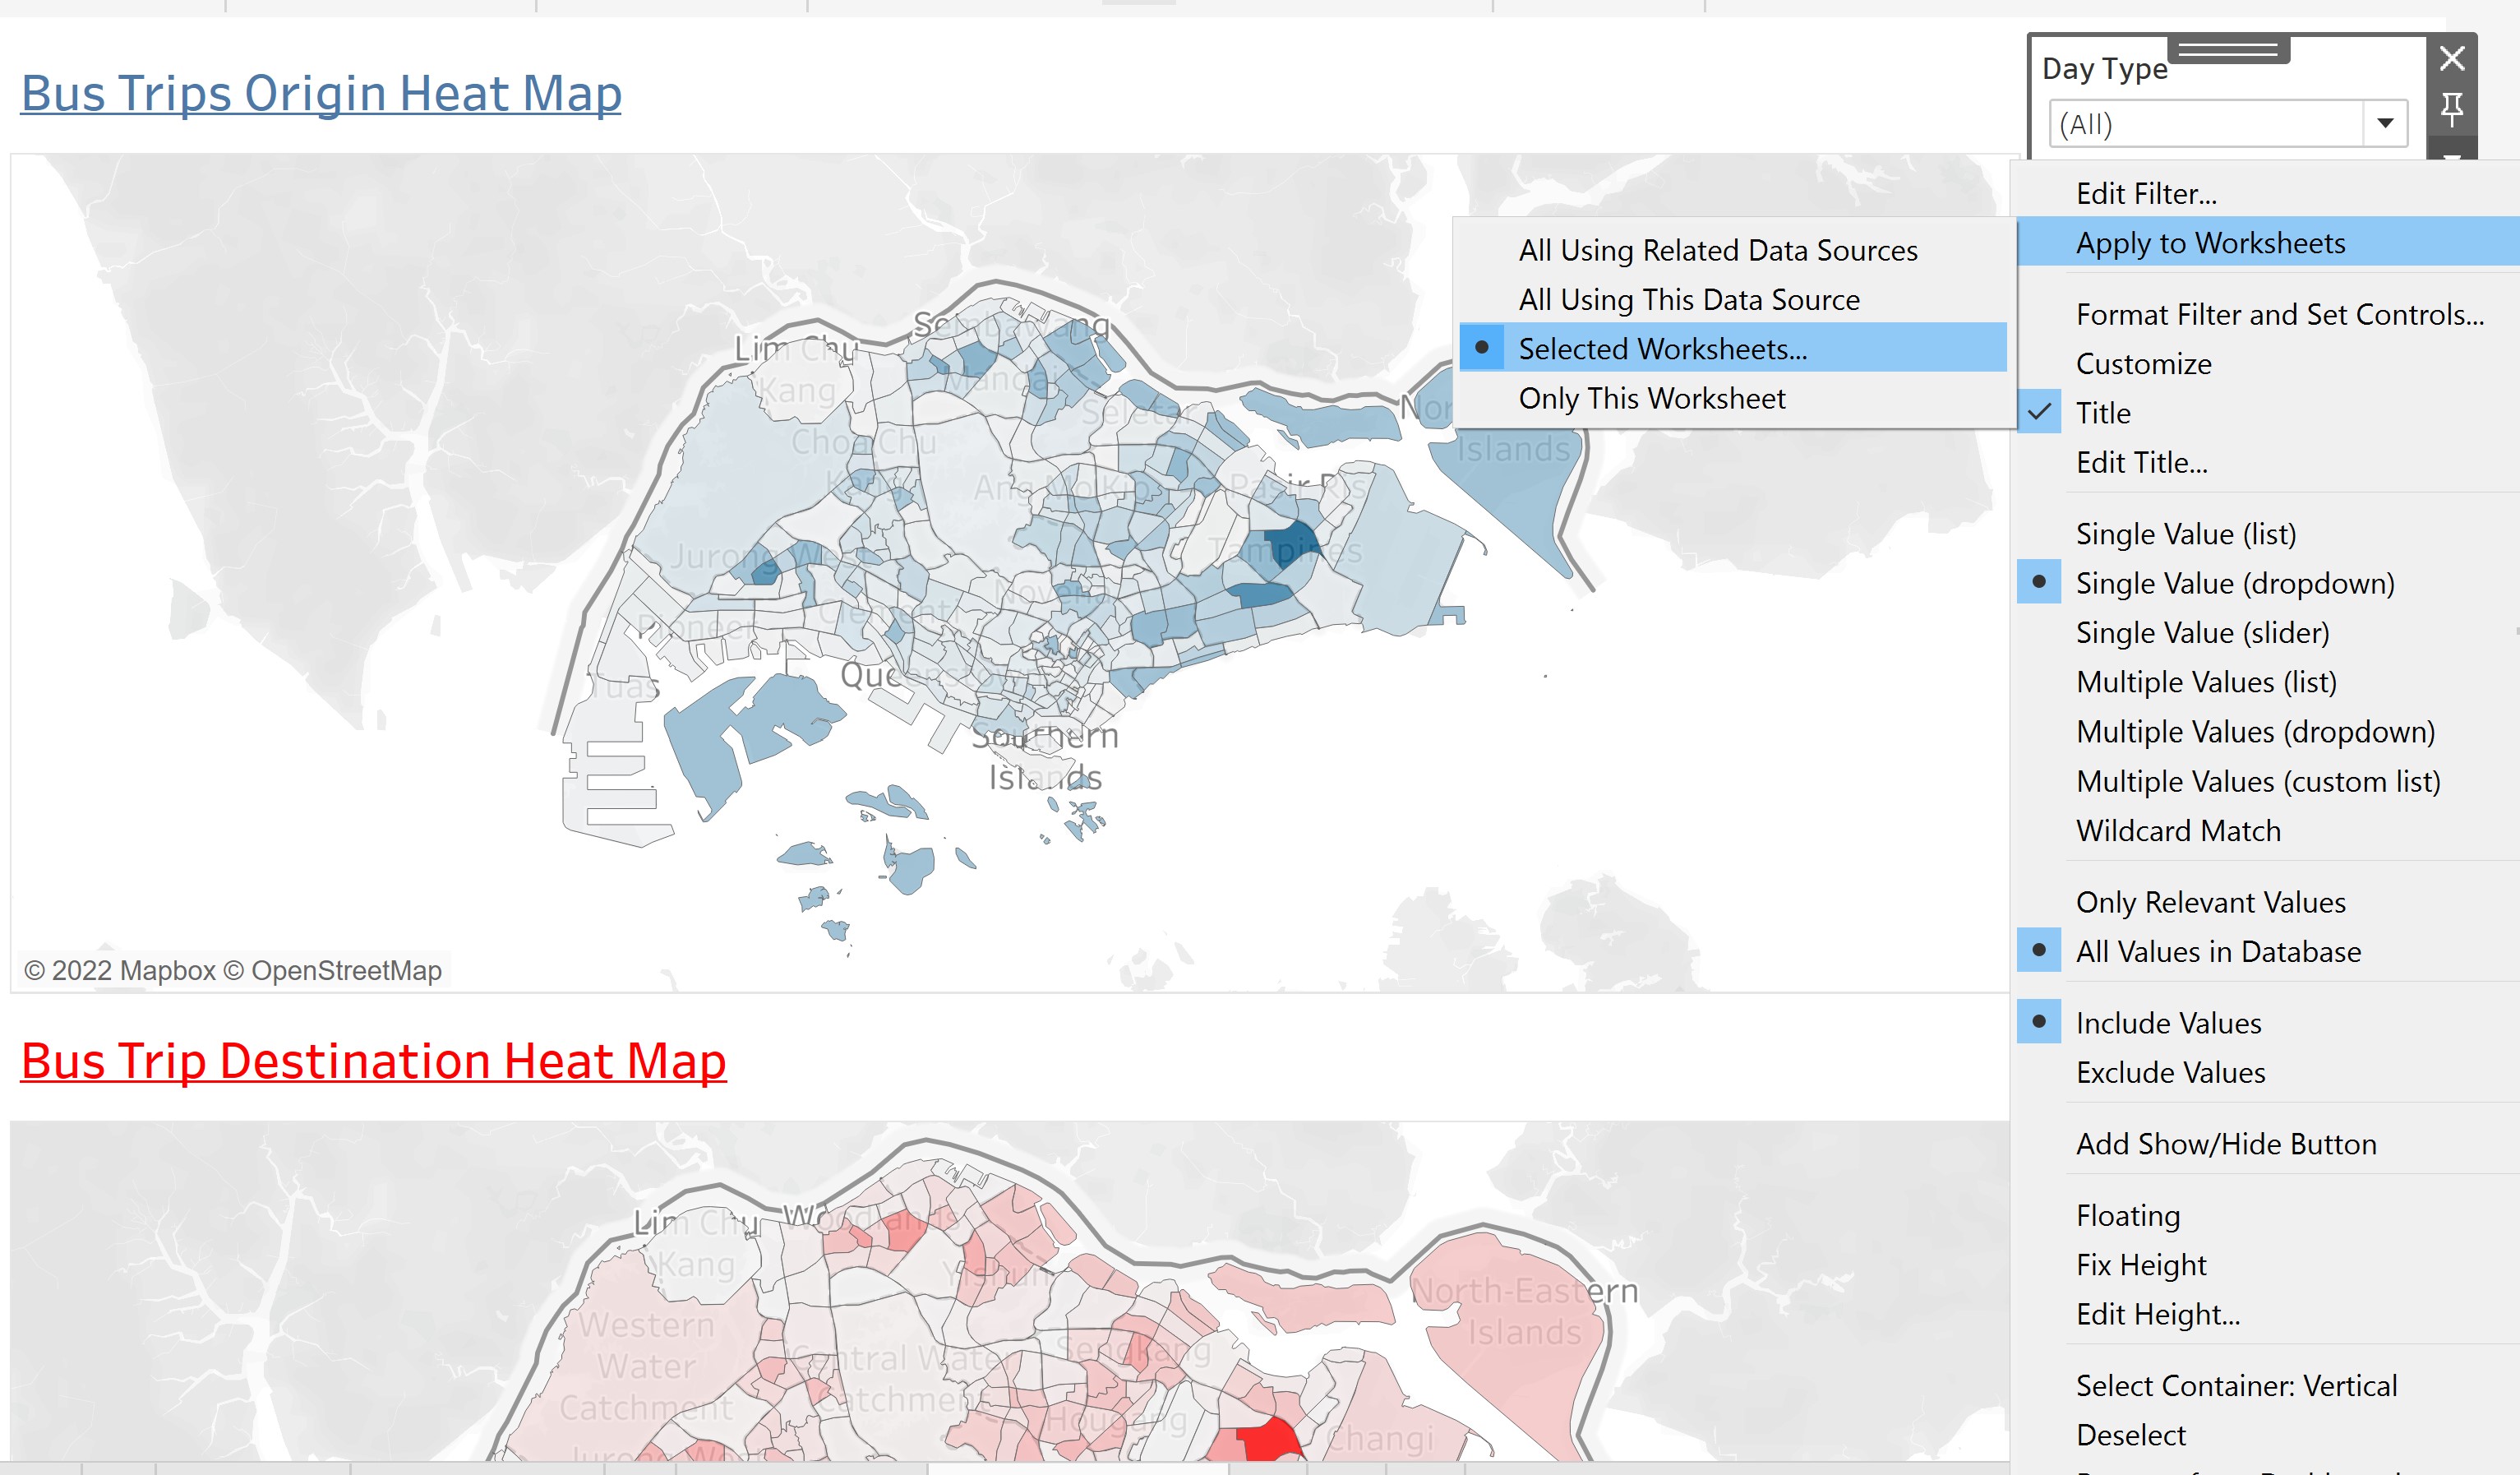 Bus Trips Origin Heat Map
Day Type
(All)
Edit Filter...
Apply to Worksheets
Format Filter and Set Controls...
Customize
Title
Edit Title...
Single Value (list)
Single Value (dropdown)
Single Value (slider)
Multiple Values (list)
Multiple Values (dropdown)
Multiple Values (custom list)
Wildcard Match
Only Relevant Values
All Values in Database
Include Values
Exclude Values
Add Show/Hide Button
Floating
Fix Height
Edit Height...
Select Container: Vertical
Deselect
All Using Related Data Sources
All Using This Data Source
Selected Worksheets...
Only This Worksheet
Sembawang
Lim Chu
Kang
Mandai
Seletar
Islands
Choa Chu
Kang
Ang Mo Kio
Pasir Ris
Tampines
Jurong West
Novena
Clementi
Pioneer
Queenstown
Tuas
Southern
Islands
© 2022 Mapbox © OpenStreetMap
Bus Trip Destination Heat Map
Lim Chu
Kang
Woodlands
Yishun
North-Eastern
Islands
Western
Water
Catchment
Central Water
Catchment
Sengkang
Hougang
Changi